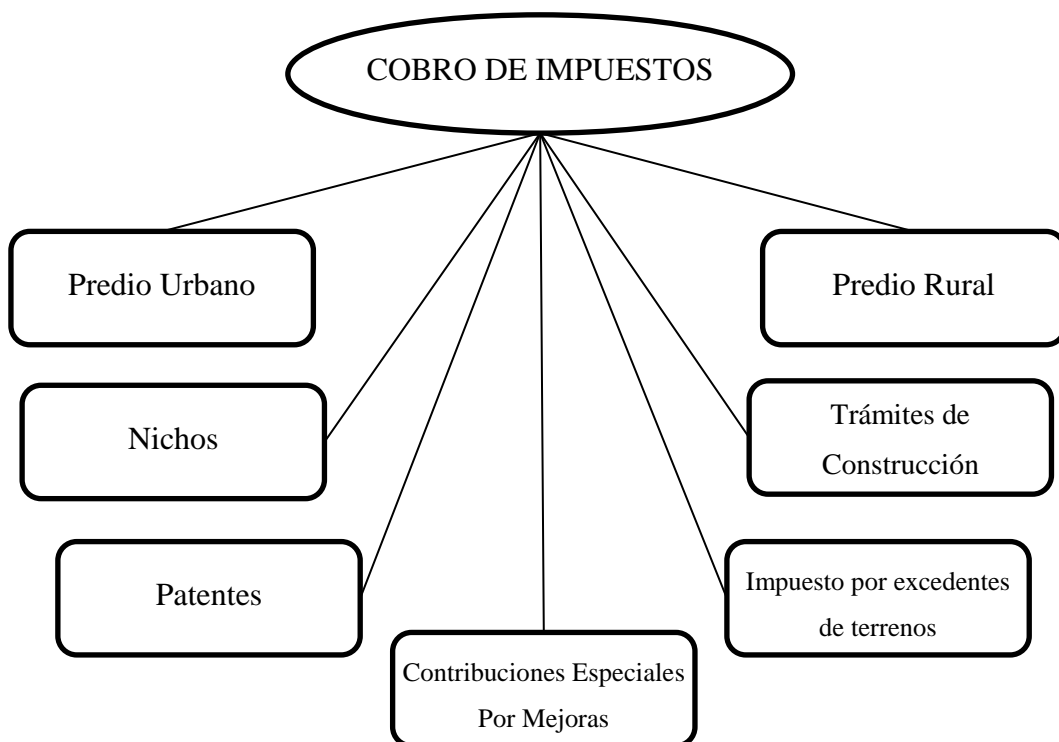 COBRO DE IMPUESTOS
Predio Urbano
Predio Rural
Nichos
Trámites de
Construcción
Patentes
Impuesto por excedentes
de terrenos
Contribuciones Especiales
Por Mejoras